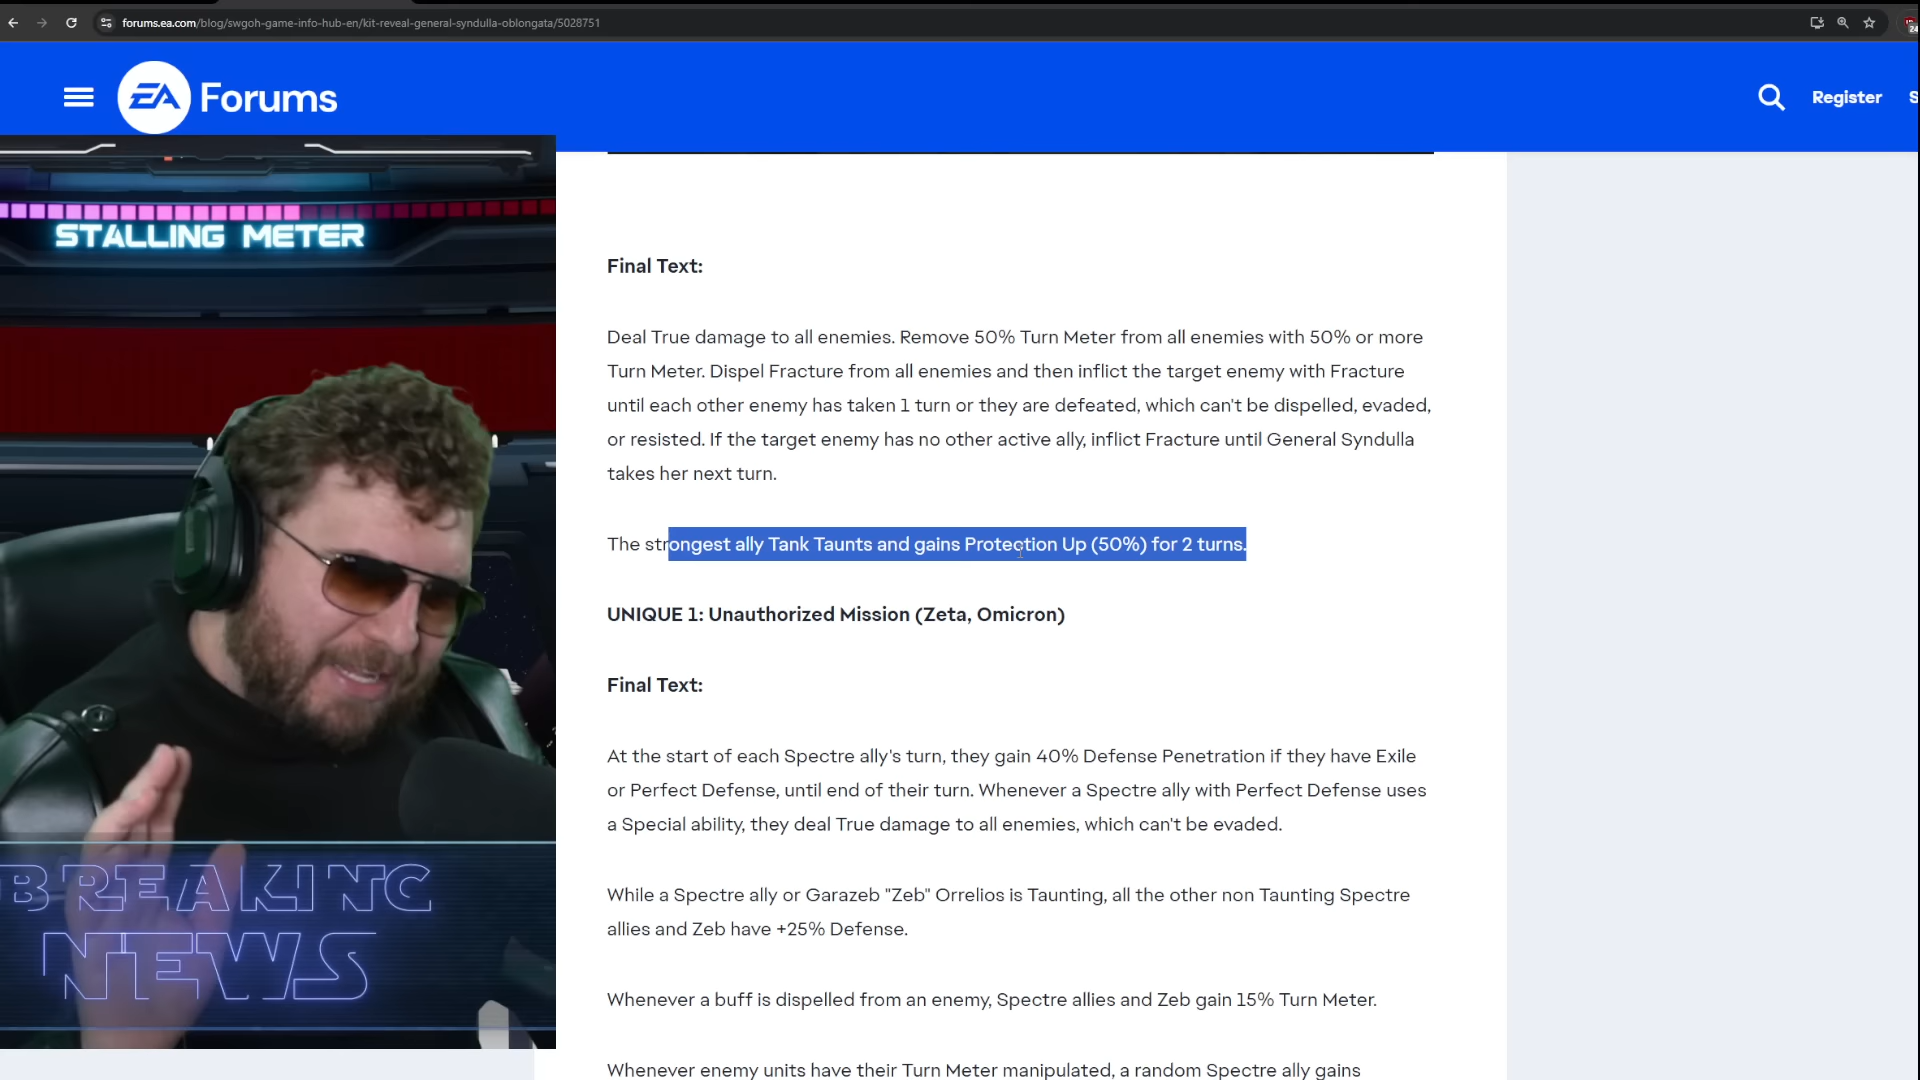 forums.ea.com/blog/swgoh-game-info-hub-en/kit-reveal-general-syndulla-oblongata/5028751
EA Forums
Register
STALLING METER
Final Text:
Deal True damage to all enemies. Remove 50% Turn Meter from all enemies with 50% or more
Turn Meter. Dispel Fracture from all enemies and then inflict the target enemy with Fracture
until each other enemy has taken 1 turn or they are defeated, which can't be dispelled, evaded,
or resisted. If the target enemy has no other active ally, inflict Fracture until General Syndulla
takes her next turn.
The strongest ally Tank Taunts and gains Protection Up (50%) for 2 turns.
UNIQUE 1: Unauthorized Mission (Zeta, Omicron)
Final Text:
At the start of each Spectre ally's turn, they gain 40% Defense Penetration if they have Exile
or Perfect Defense, until end of their turn. Whenever a Spectre ally with Perfect Defense uses
a Special ability, they deal True damage to all enemies, which can't be evaded.
While a Spectre ally or Garazeb "Zeb" Orrelios is Taunting, all the other non Taunting Spectre
allies and Zeb have +25% Defense.
Whenever a buff is dispelled from an enemy, Spectre allies and Zeb gain 15% Turn Meter.
Whenever enemy units have their Turn Meter manipulated, a random Spectre ally gains
BREAKING
NEWS